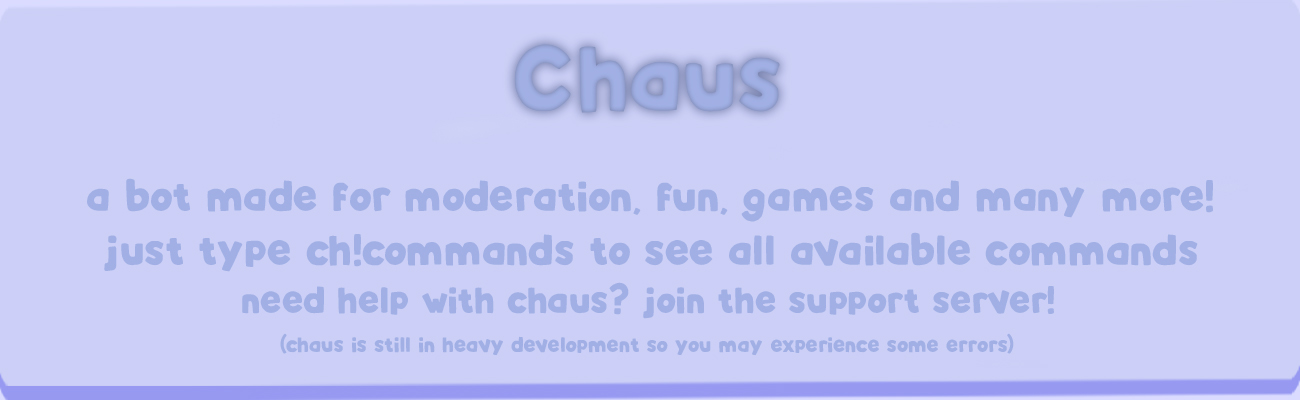 Chaus
a bot made for moderation, fun, games and many more!
just type ch!commands to see all available commands
need help with chaus? join the support server!
(chaus is still in heavy development so you may experience some errors)